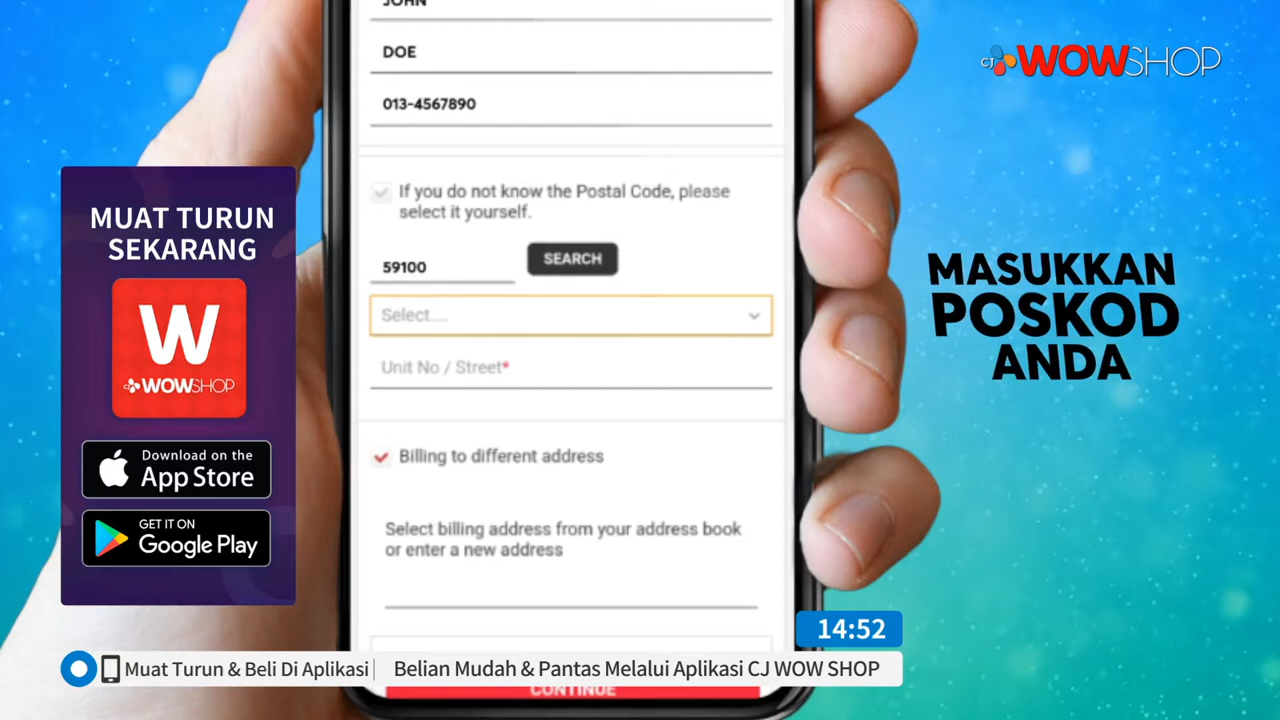 JOHN
DOE
013-4567890
CJ WOWSHOP
If you do not know the Postal Code, please
select it yourself.
59100
SEARCH
Select....
Unit No / Street*
Billing to different address
Select billing address from your address book
or enter a new address
CONTINUE
MUAT TURUN
SEKARANG
W
WOWSHOP
Download on the
App Store
GET IT ON
Google Play
MASUKKAN
POSKOD
ANDA
14:52
Muat Turun & Beli Di Aplikasi
Belian Mudah & Pantas Melalui Aplikasi CJ WOW SHOP